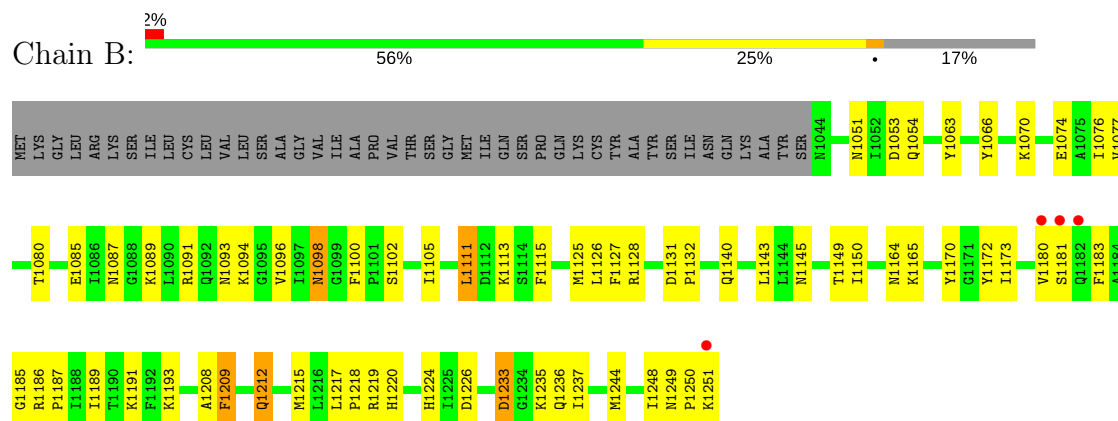 2%
Chain B:
56% 25% • 17%
MET LYS GLY LEU ARG LYS SER ILE LEU CYS LEU VAL LEU SER ALA GLY VAL ILE ALA PRO VAL THR SER GLY MET ILE GLN SER PRO GLN LYS CYS TYR ALA TYR SER ILE ASN GLN LYS ALA TYR SER N1044 N1051 I1052 D1053 Q1054 Y1063 Y1066 K1070 E1074 A1075 I1076 V1077
T1080 E1085 I1086 N1087 G1088 K1089 L1090 R1091 Q1092 N1093 K1094 G1095 V1096 I1097 N1098 G1099 F1100 P1101 S1102 I1105 L1111 D1112 K1113 S1114 F1115 M1125 L1126 F1127 R1128 D1131 P1132 Q1140 L1143 L1144 N1145 T1149 I1150 N1164 K1165 Y1170 G1171 Y1172 I1173 V1180 S1181 Q1182 F1183 A1184
G1185 R1186 P1187 I1188 I1189 T1190 K1191 F1192 K1193 A1208 F1209 Q1212 M1215 L1216 L1217 P1218 R1219 H1220 H1224 I1225 D1226 D1233 G1234 K1235 Q1236 I1237 M1244 I1248 N1249 P1250 K1251